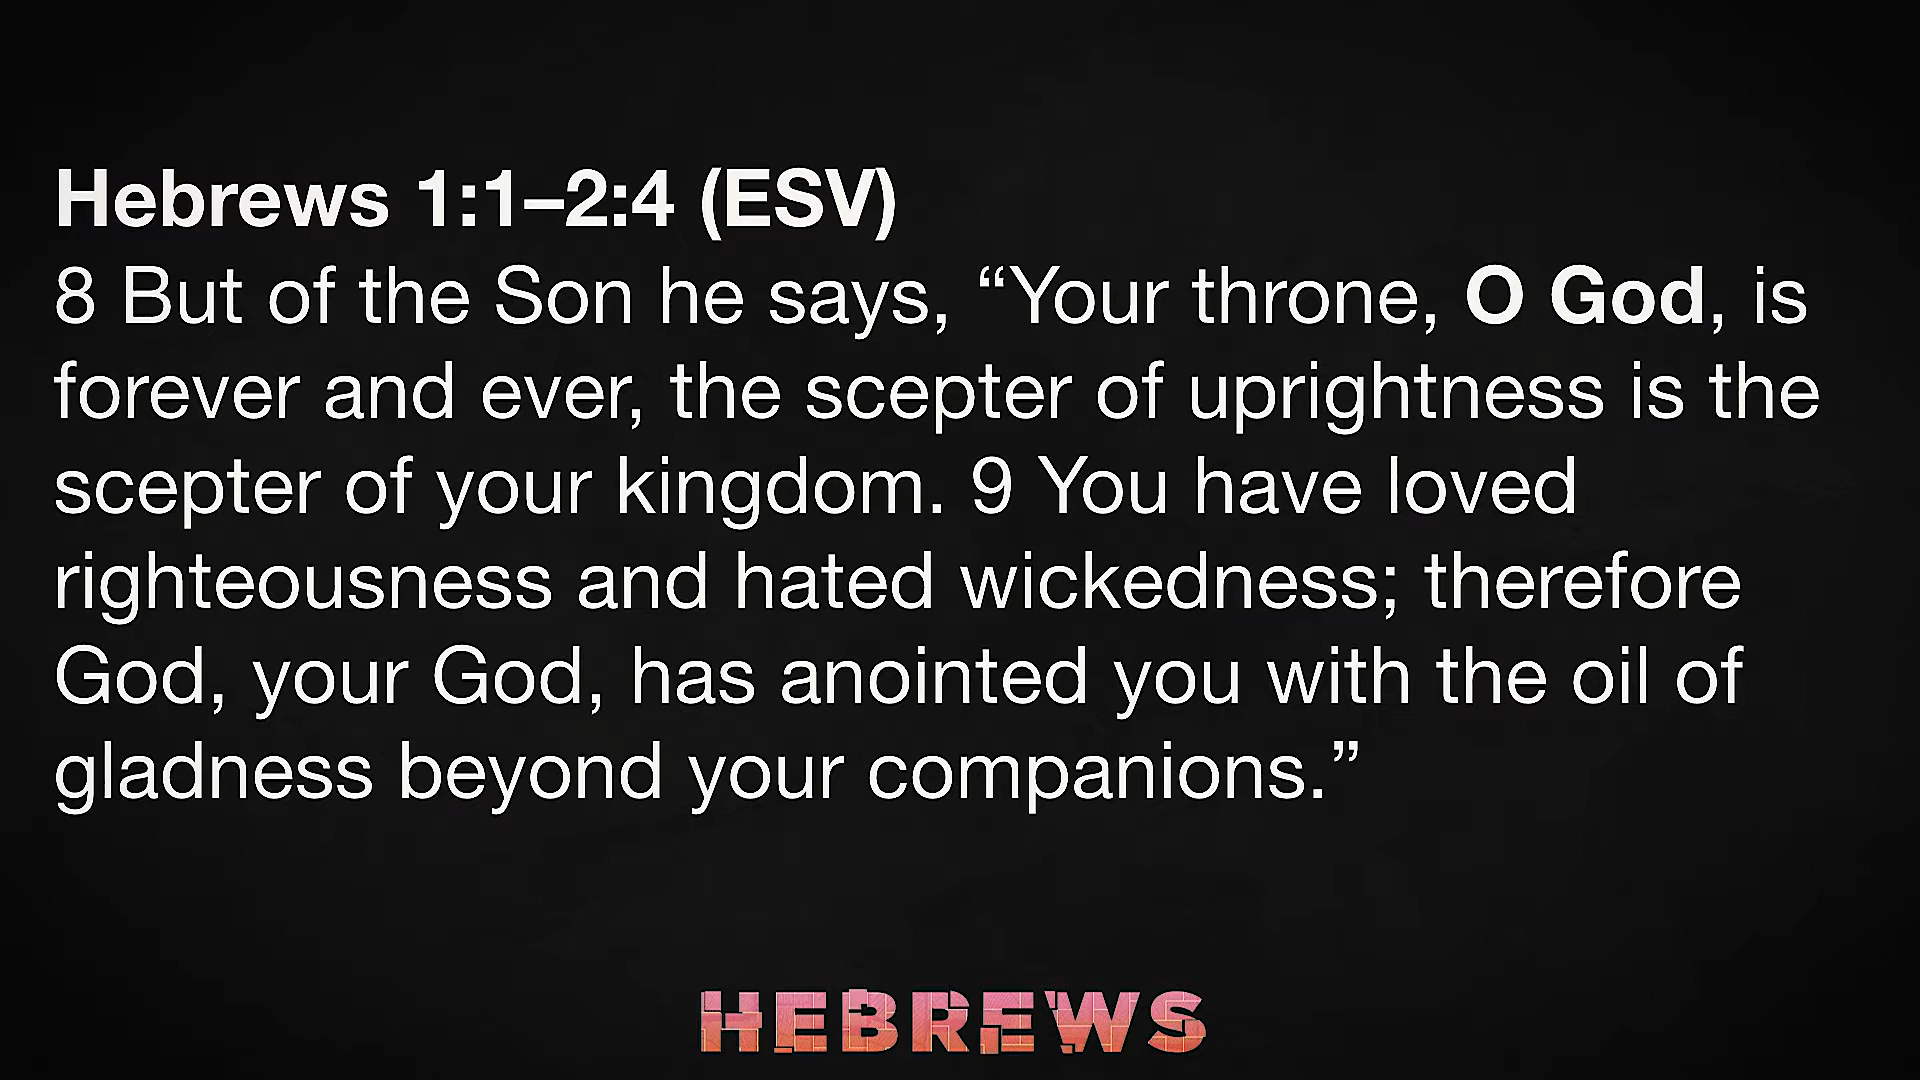 Hebrews 1:1–2:4 (ESV)
8 But of the Son he says, “Your throne, O God, is
forever and ever, the scepter of uprightness is the
scepter of your kingdom. 9 You have loved
righteousness and hated wickedness; therefore
God, your God, has anointed you with the oil of
gladness beyond your companions.”
HEBREWS